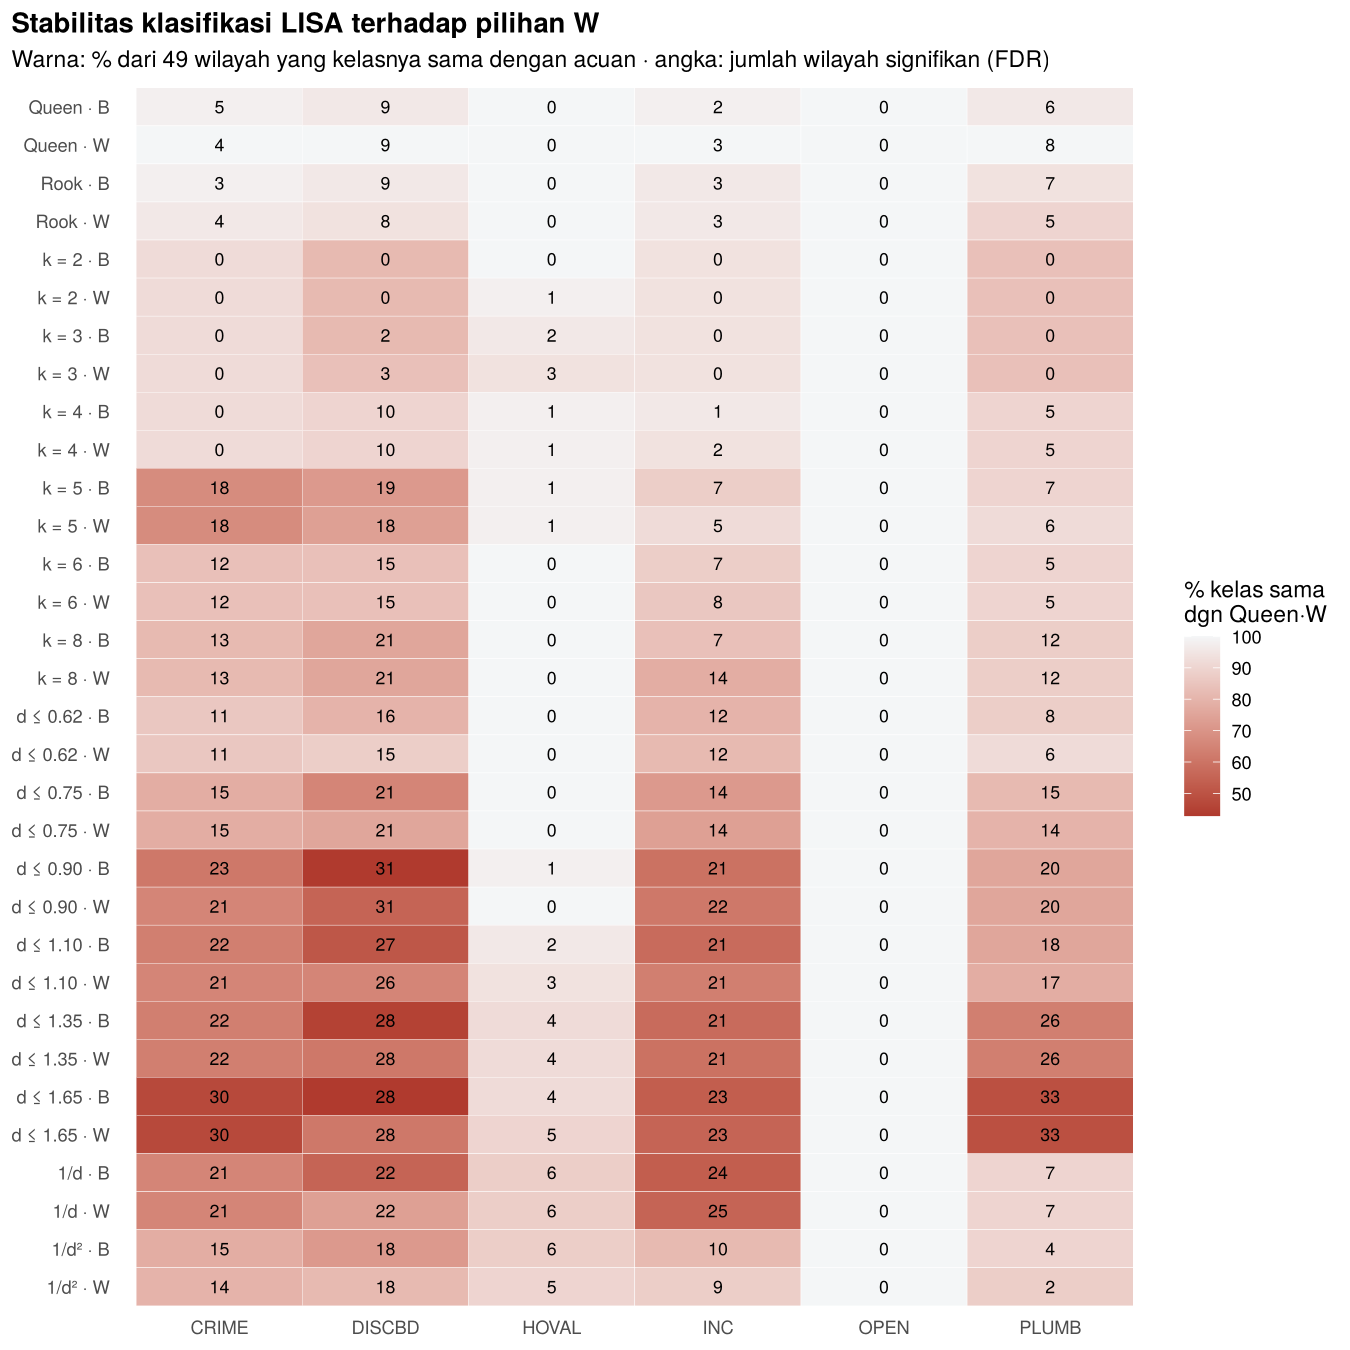 Stabilitas klasifikasi LISA terhadap pilihan W
Warna: % dari 49 wilayah yang kelasnya sama dengan acuan · angka: jumlah wilayah signifikan (FDR)
Queen · B 5 9 0 2 0 6
Queen · W 4 9 0 3 0 8
Rook · B 3 9 0 3 0 7
Rook · W 4 8 0 3 0 5
k = 2 · B 0 0 0 0 0 0
k = 2 · W 0 0 1 0 0 0
k = 3 · B 0 2 2 0 0 0
k = 3 · W 0 3 3 0 0 0
k = 4 · B 0 10 1 1 0 5
k = 4 · W 0 10 1 2 0 5
k = 5 · B 18 19 1 7 0 7
k = 5 · W 18 18 1 5 0 6
k = 6 · B 12 15 0 7 0 5
k = 6 · W 12 15 0 8 0 5
k = 8 · B 13 21 0 7 0 12
k = 8 · W 13 21 0 14 0 12
d ≤ 0.62 · B 11 16 0 12 0 8
d ≤ 0.62 · W 11 15 0 12 0 6
d ≤ 0.75 · B 15 21 0 14 0 15
d ≤ 0.75 · W 15 21 0 14 0 14
d ≤ 0.90 · B 23 31 1 21 0 20
d ≤ 0.90 · W 21 31 0 22 0 20
d ≤ 1.10 · B 22 27 2 21 0 18
d ≤ 1.10 · W 21 26 3 21 0 17
d ≤ 1.35 · B 22 28 4 21 0 26
d ≤ 1.35 · W 22 28 4 21 0 26
d ≤ 1.65 · B 30 28 4 23 0 33
d ≤ 1.65 · W 30 28 5 23 0 33
1/d · B 21 22 6 24 0 7
1/d · W 21 22 6 25 0 7
1/d² · B 15 18 6 10 0 4
1/d² · W 14 18 5 9 0 2
CRIME DISCBD HOVAL INC OPEN PLUMB
% kelas sama
dgn Queen·W
100
90
80
70
60
50